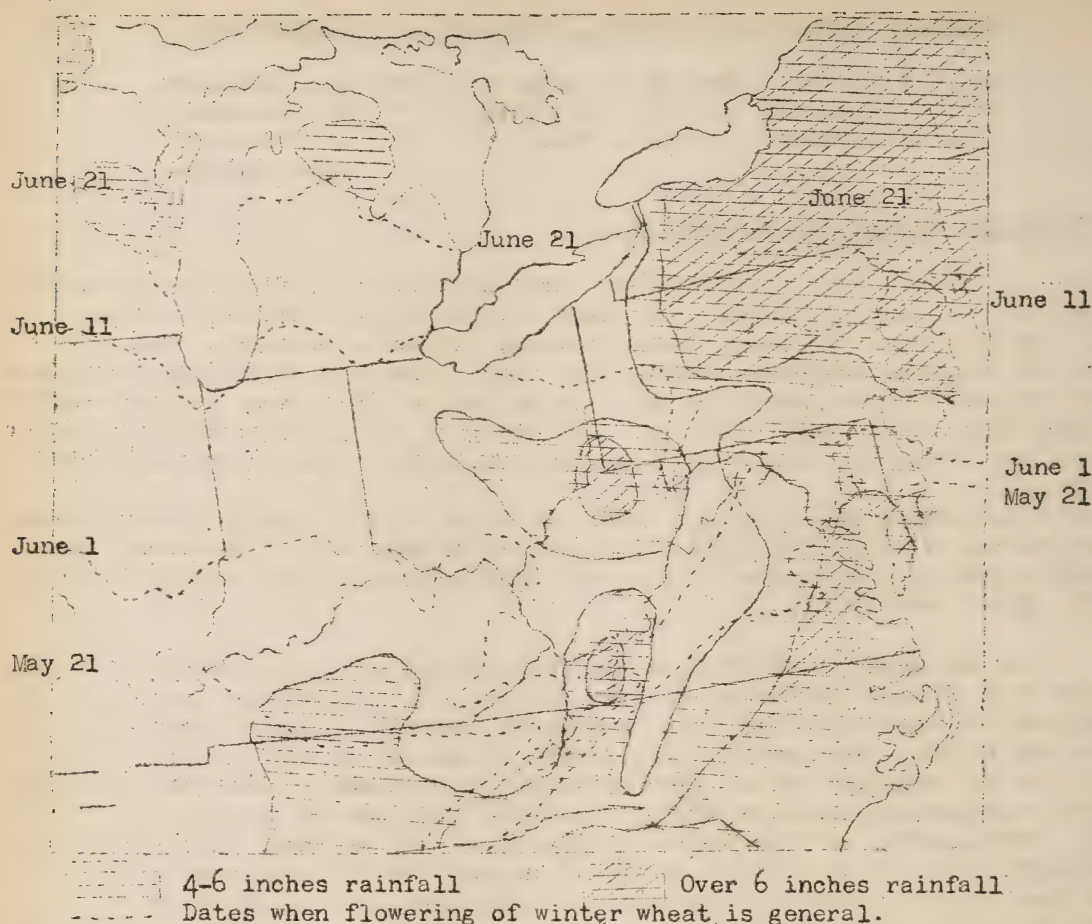 June 21
June 21
June 21
June 11
June 11
June 1
May 21
June 1
May 21
4-6 inches rainfall
Over 6 inches rainfall
Dates when flowering of winter wheat is general.